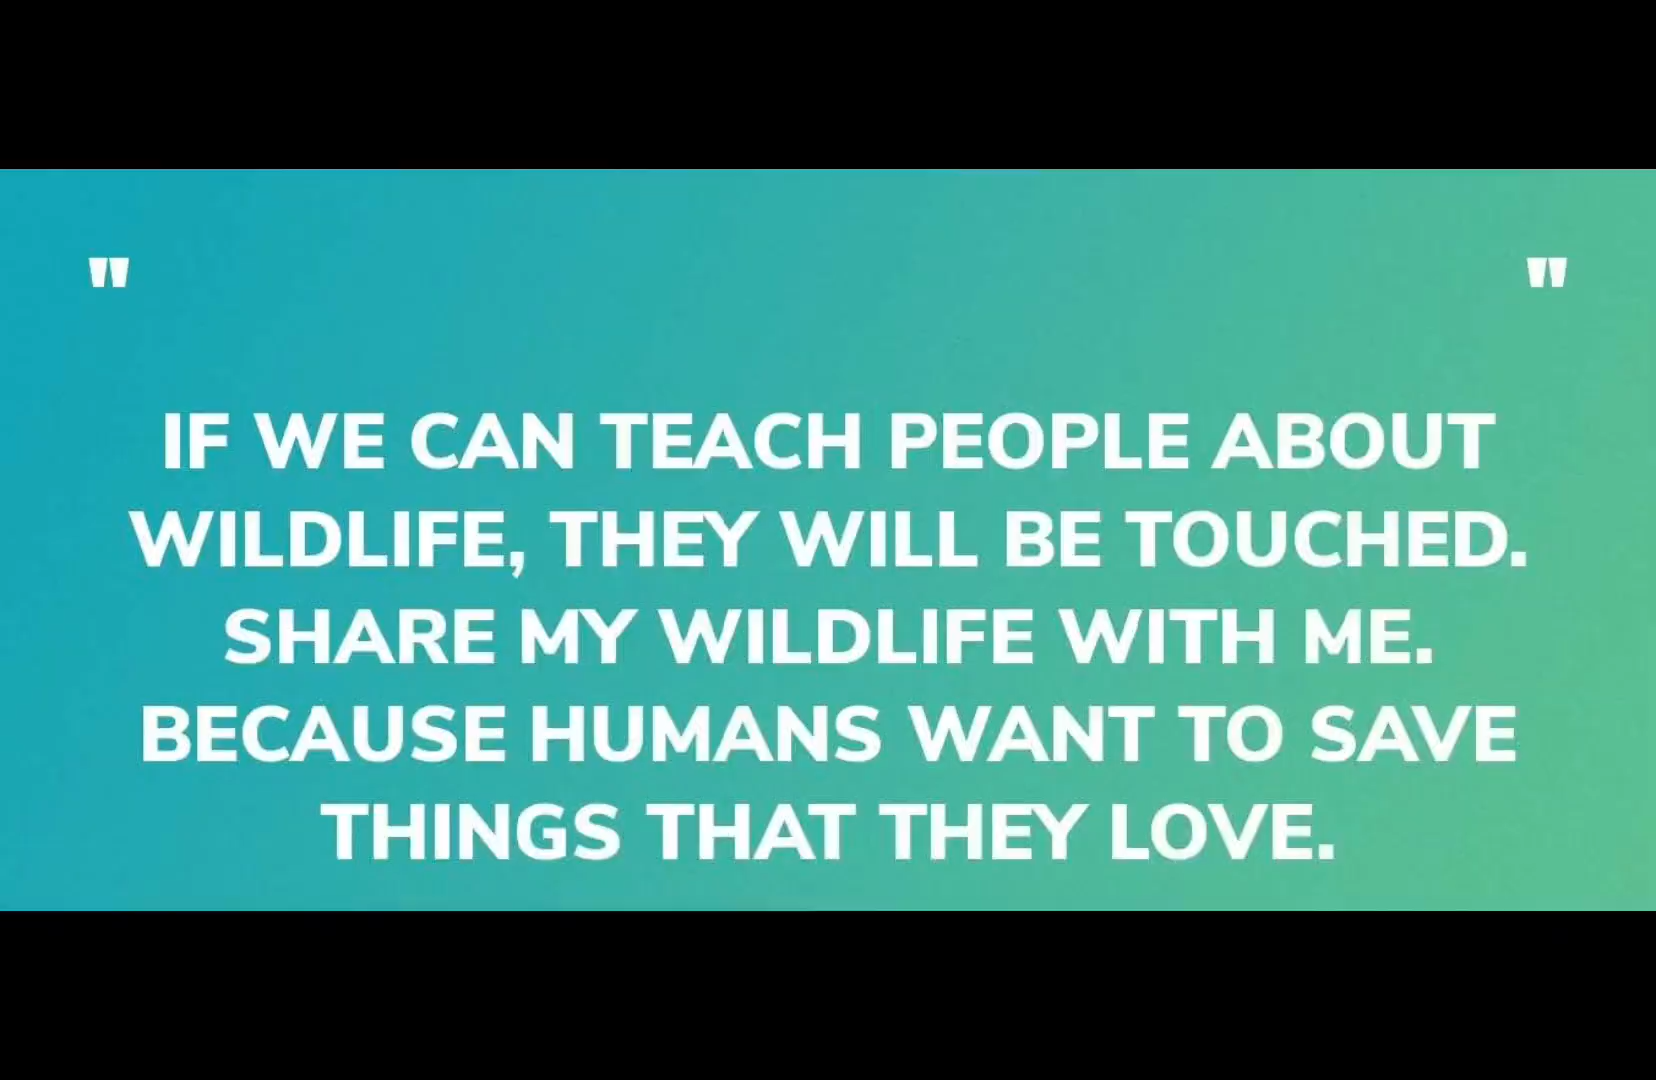 " "
IF WE CAN TEACH PEOPLE ABOUT
WILDLIFE, THEY WILL BE TOUCHED.
SHARE MY WILDLIFE WITH ME.
BECAUSE HUMANS WANT TO SAVE
THINGS THAT THEY LOVE.